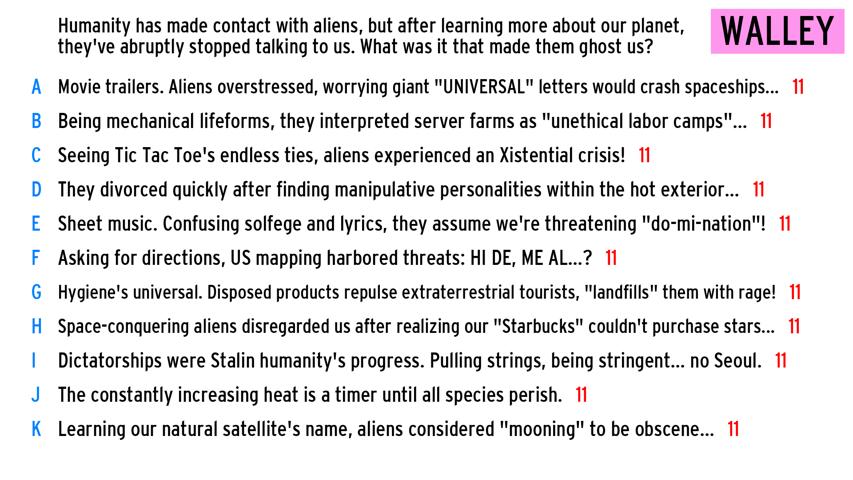 Humanity has made contact with aliens, but after learning more about our planet,
they've abruptly stopped talking to us. What was it that made them ghost us?
WALLEY
A Movie trailers. Aliens overstressed, worrying giant "UNIVERSAL" letters would crash spaceships... 11
B Being mechanical lifeforms, they interpreted server farms as "unethical labor camps"... 11
C Seeing Tic Tac Toe's endless ties, aliens experienced an Xistential crisis! 11
D They divorced quickly after finding manipulative personalities within the hot exterior... 11
E Sheet music. Confusing solfege and lyrics, they assume we're threatening "do-mi-nation"! 11
F Asking for directions, US mapping harbored threats: HI DE, ME AL...? 11
G Hygiene's universal. Disposed products repulse extraterrestrial tourists, "landfills" them with rage! 11
H Space-conquering aliens disregarded us after realizing our "Starbucks" couldn't purchase stars... 11
I Dictatorships were Stalin humanity's progress. Pulling strings, being stringent... no Seoul. 11
J The constantly increasing heat is a timer until all species perish. 11
K Learning our natural satellite's name, aliens considered "mooning" to be obscene... 11